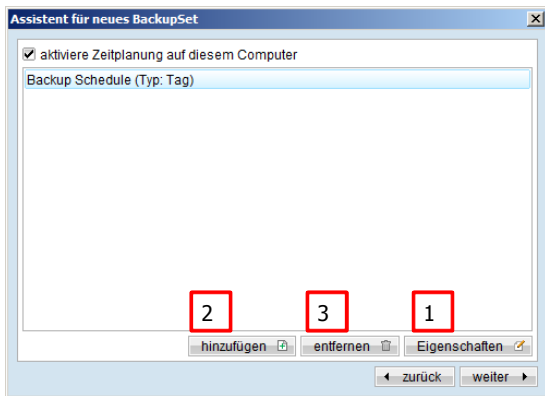 Assistent für neues BackupSet
aktiviere Zeitplanung auf diesem Computer
Backup Schedule (Typ: Tag)
2 3 1
hinzufügen entfernen Eigenschaften
zurück weiter